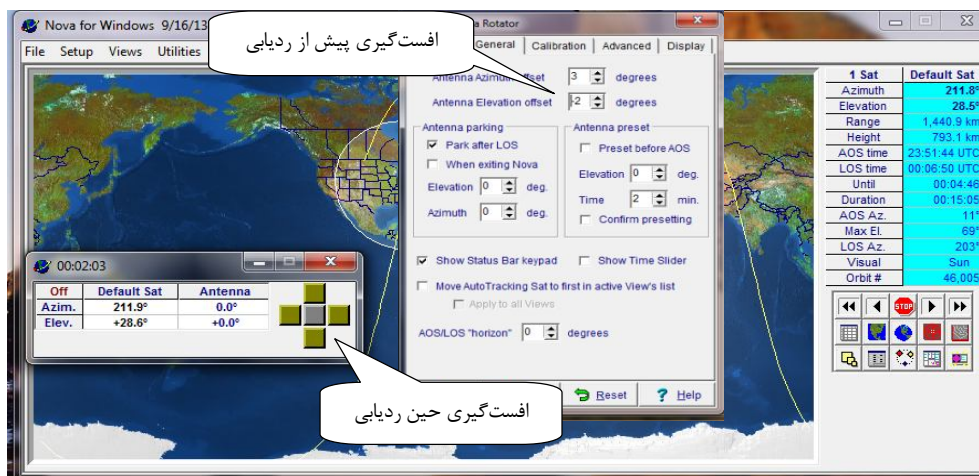 Nova for Windows 9/16/13
File Setup Views Utilities
افست‌گیری پیش از ردیابی
Rotator
General Calibration Advanced Display
Antenna Azimuth offset 3 degrees
Antenna Elevation offset -2 degrees
Antenna parking
Park after LOS
When exiting Nova
Elevation 0 deg.
Azimuth 0 deg.
Antenna preset
Preset before AOS
Elevation 0 deg.
Time 2 min.
Confirm presetting
Show Status Bar keypad Show Time Slider
Move AutoTracking Sat to first in active View's list
Apply to all Views
AOS/LOS "horizon" 0 degrees
Reset Help
1 Sat Default Sat
Azimuth 211.8°
Elevation 28.5°
Range 1,440.9 km
Height 793.1 km
AOS time 23:51:44 UTC
LOS time 00:06:50 UTC
Until 00:04:46
Duration 00:15:05
AOS Az. 11°
Max El. 69°
LOS Az. 203°
Visual Sun
Orbit # 46,005
STOP
00:02:03
Off Default Sat Antenna
Azim. 211.9° 0.0°
Elev. +28.6° +0.0°
افست‌گیری حین ردیابی